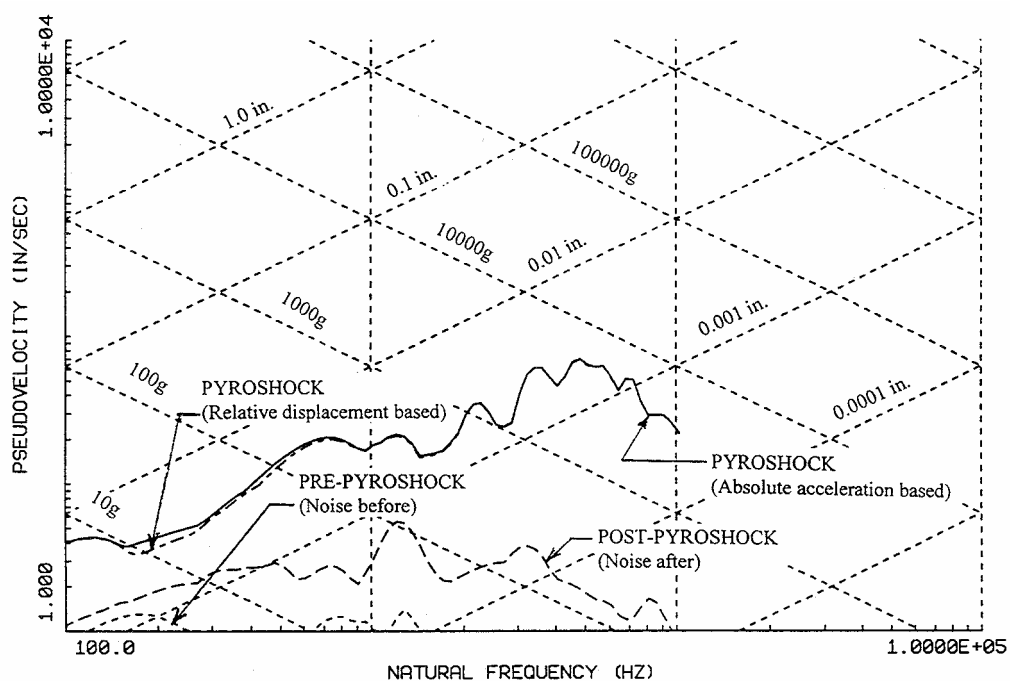 1.0000E+04
PSEUDOVELOCITY (IN/SEC)
1.000
1.0 in.
0.1 in.
100000g
10000g
0.01 in.
1000g
0.001 in.
100g
0.0001 in.
PYROSHOCK
(Relative displacement based)
PYROSHOCK
(Absolute acceleration based)
PRE-PYROSHOCK
(Noise before)
10g
POST-PYROSHOCK
(Noise after)
100.0
1.0000E+05
NATURAL FREQUENCY (HZ)